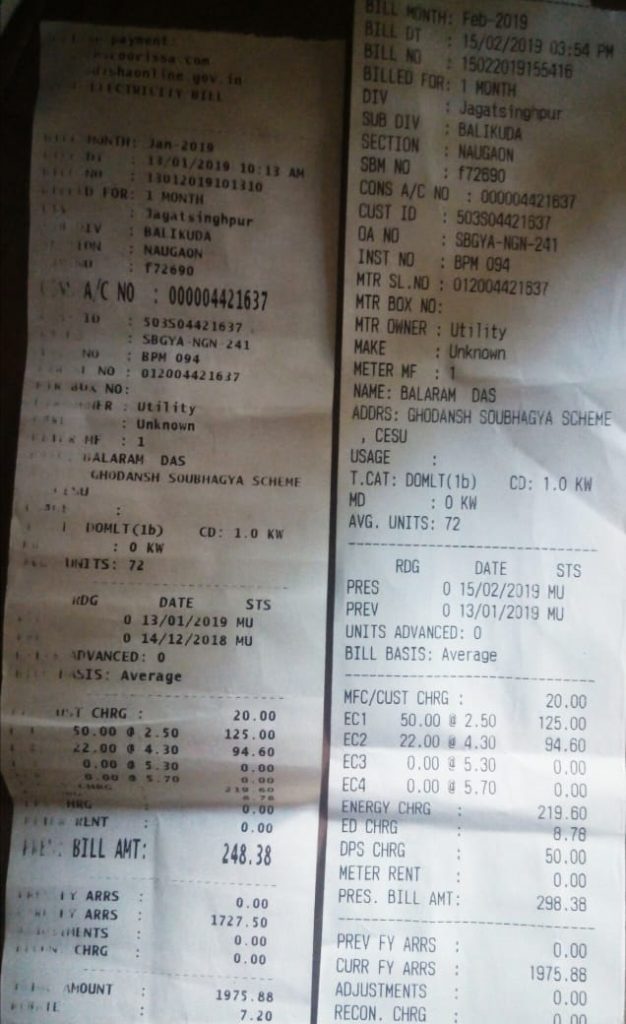 payment:
Jan-2019
: 13/01/2019 10:13 AM
: 13012019101310
FOR: 1 MONTH
: Jagatsinghpur
: BALIKUDA
: NAUGAON
: f72690
A/C NO : 000004421637
: 503S04421637
: SBGYA-NGN-241
NO : BPM 094
NO : 012004421637
BOX NO:
: Utility
: Unknown
MF : 1
BALARAM DAS
GHODANSH SOUBHAGYA SCHEME
:
DOMLT(1b) CD: 1.0 KW
: 0 KW
UNITS: 72
RDG DATE STS
0 13/01/2019 MU
0 14/12/2018 MU
ADVANCED: 0
BASIS: Average
CHRG : 20.00
50.00 @ 2.50 125.00
22.00 @ 4.30 94.60
0.00 @ 5.30 0.00
0.00 @ 5.70 0.00
219.60
8.78
0.00
RENT : 0.00
BILL AMT: 248.38
ARRS : 0.00
FY ARRS : 1727.50
: 0.00
CHRG : 0.00
AMOUNT : 1975.88
: 7.20
BILL MONTH: Feb-2019
BILL DT : 15/02/2019 03:54 PM
BILL NO : 15022019155416
BILLED FOR: 1 MONTH
DIV : Jagatsinghpur
SUB DIV : BALIKUDA
SECTION : NAUGAON
SBM NO : f72690
CONS A/C NO : 000004421637
CUST ID : 503S04421637
OA NO : SBGYA-NGN-241
INST NO : BPM 094
MTR SL.NO : 012004421637
MTR BOX NO:
MTR OWNER : Utility
MAKE : Unknown
METER MF : 1
NAME: BALARAM DAS
ADDRS: GHODANSH SOUBHAGYA SCHEME
, CESU
USAGE :
T.CAT: DOMLT(1b) CD: 1.0 KW
MD : 0 KW
AVG. UNITS: 72
RDG DATE STS
PRES 0 15/02/2019 MU
PREV 0 13/01/2019 MU
UNITS ADVANCED: 0
BILL BASIS: Average
MFC/CUST CHRG : 20.00
EC1 50.00 @ 2.50 125.00
EC2 22.00 @ 4.30 94.60
EC3 0.00 @ 5.30 0.00
EC4 0.00 @ 5.70 0.00
ENERGY CHRG : 219.60
ED CHRG : 8.78
DPS CHRG : 50.00
METER RENT : 0.00
PRES. BILL AMT: 298.38
PREV FY ARRS : 0.00
CURR FY ARRS : 1975.88
ADJUSTMENTS : 0.00
RECON. CHRG : 0.00